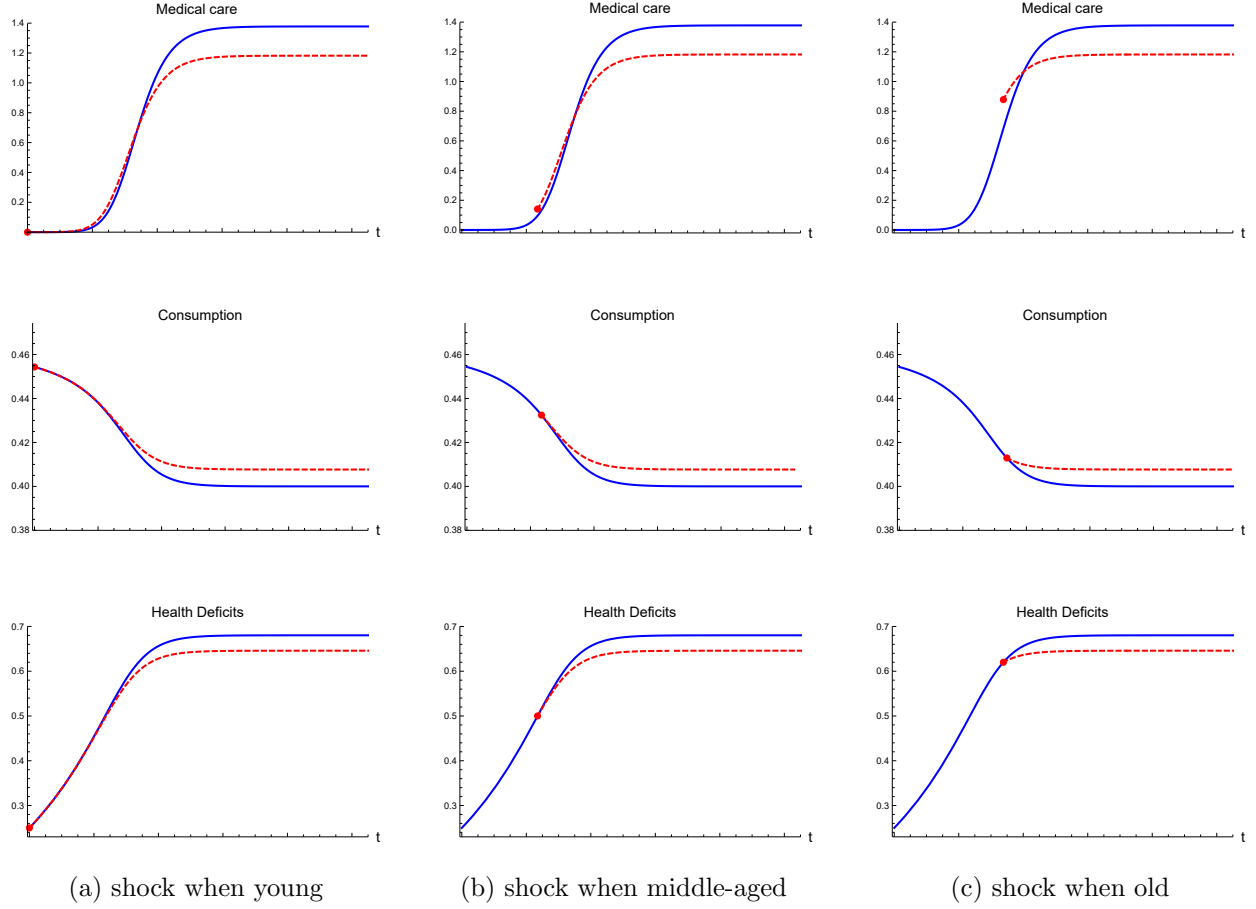 Medical care
1.4
1.2
1.0
0.8
0.6
0.4
0.2
t
Medical care
1.4
1.2
1.0
0.8
0.6
0.4
0.2
0.0
t
Medical care
1.4
1.2
1.0
0.8
0.6
0.4
0.2
0.0
t
Consumption
0.46
0.44
0.42
0.40
0.38
t
Consumption
0.46
0.44
0.42
0.40
0.38
t
Consumption
0.46
0.44
0.42
0.40
0.38
t
Health Deficits
0.7
0.6
0.5
0.4
0.3
t
Health Deficits
0.7
0.6
0.5
0.4
0.3
t
Health Deficits
0.7
0.6
0.5
0.4
0.3
t
(a) shock when young
(b) shock when middle-aged
(c) shock when old